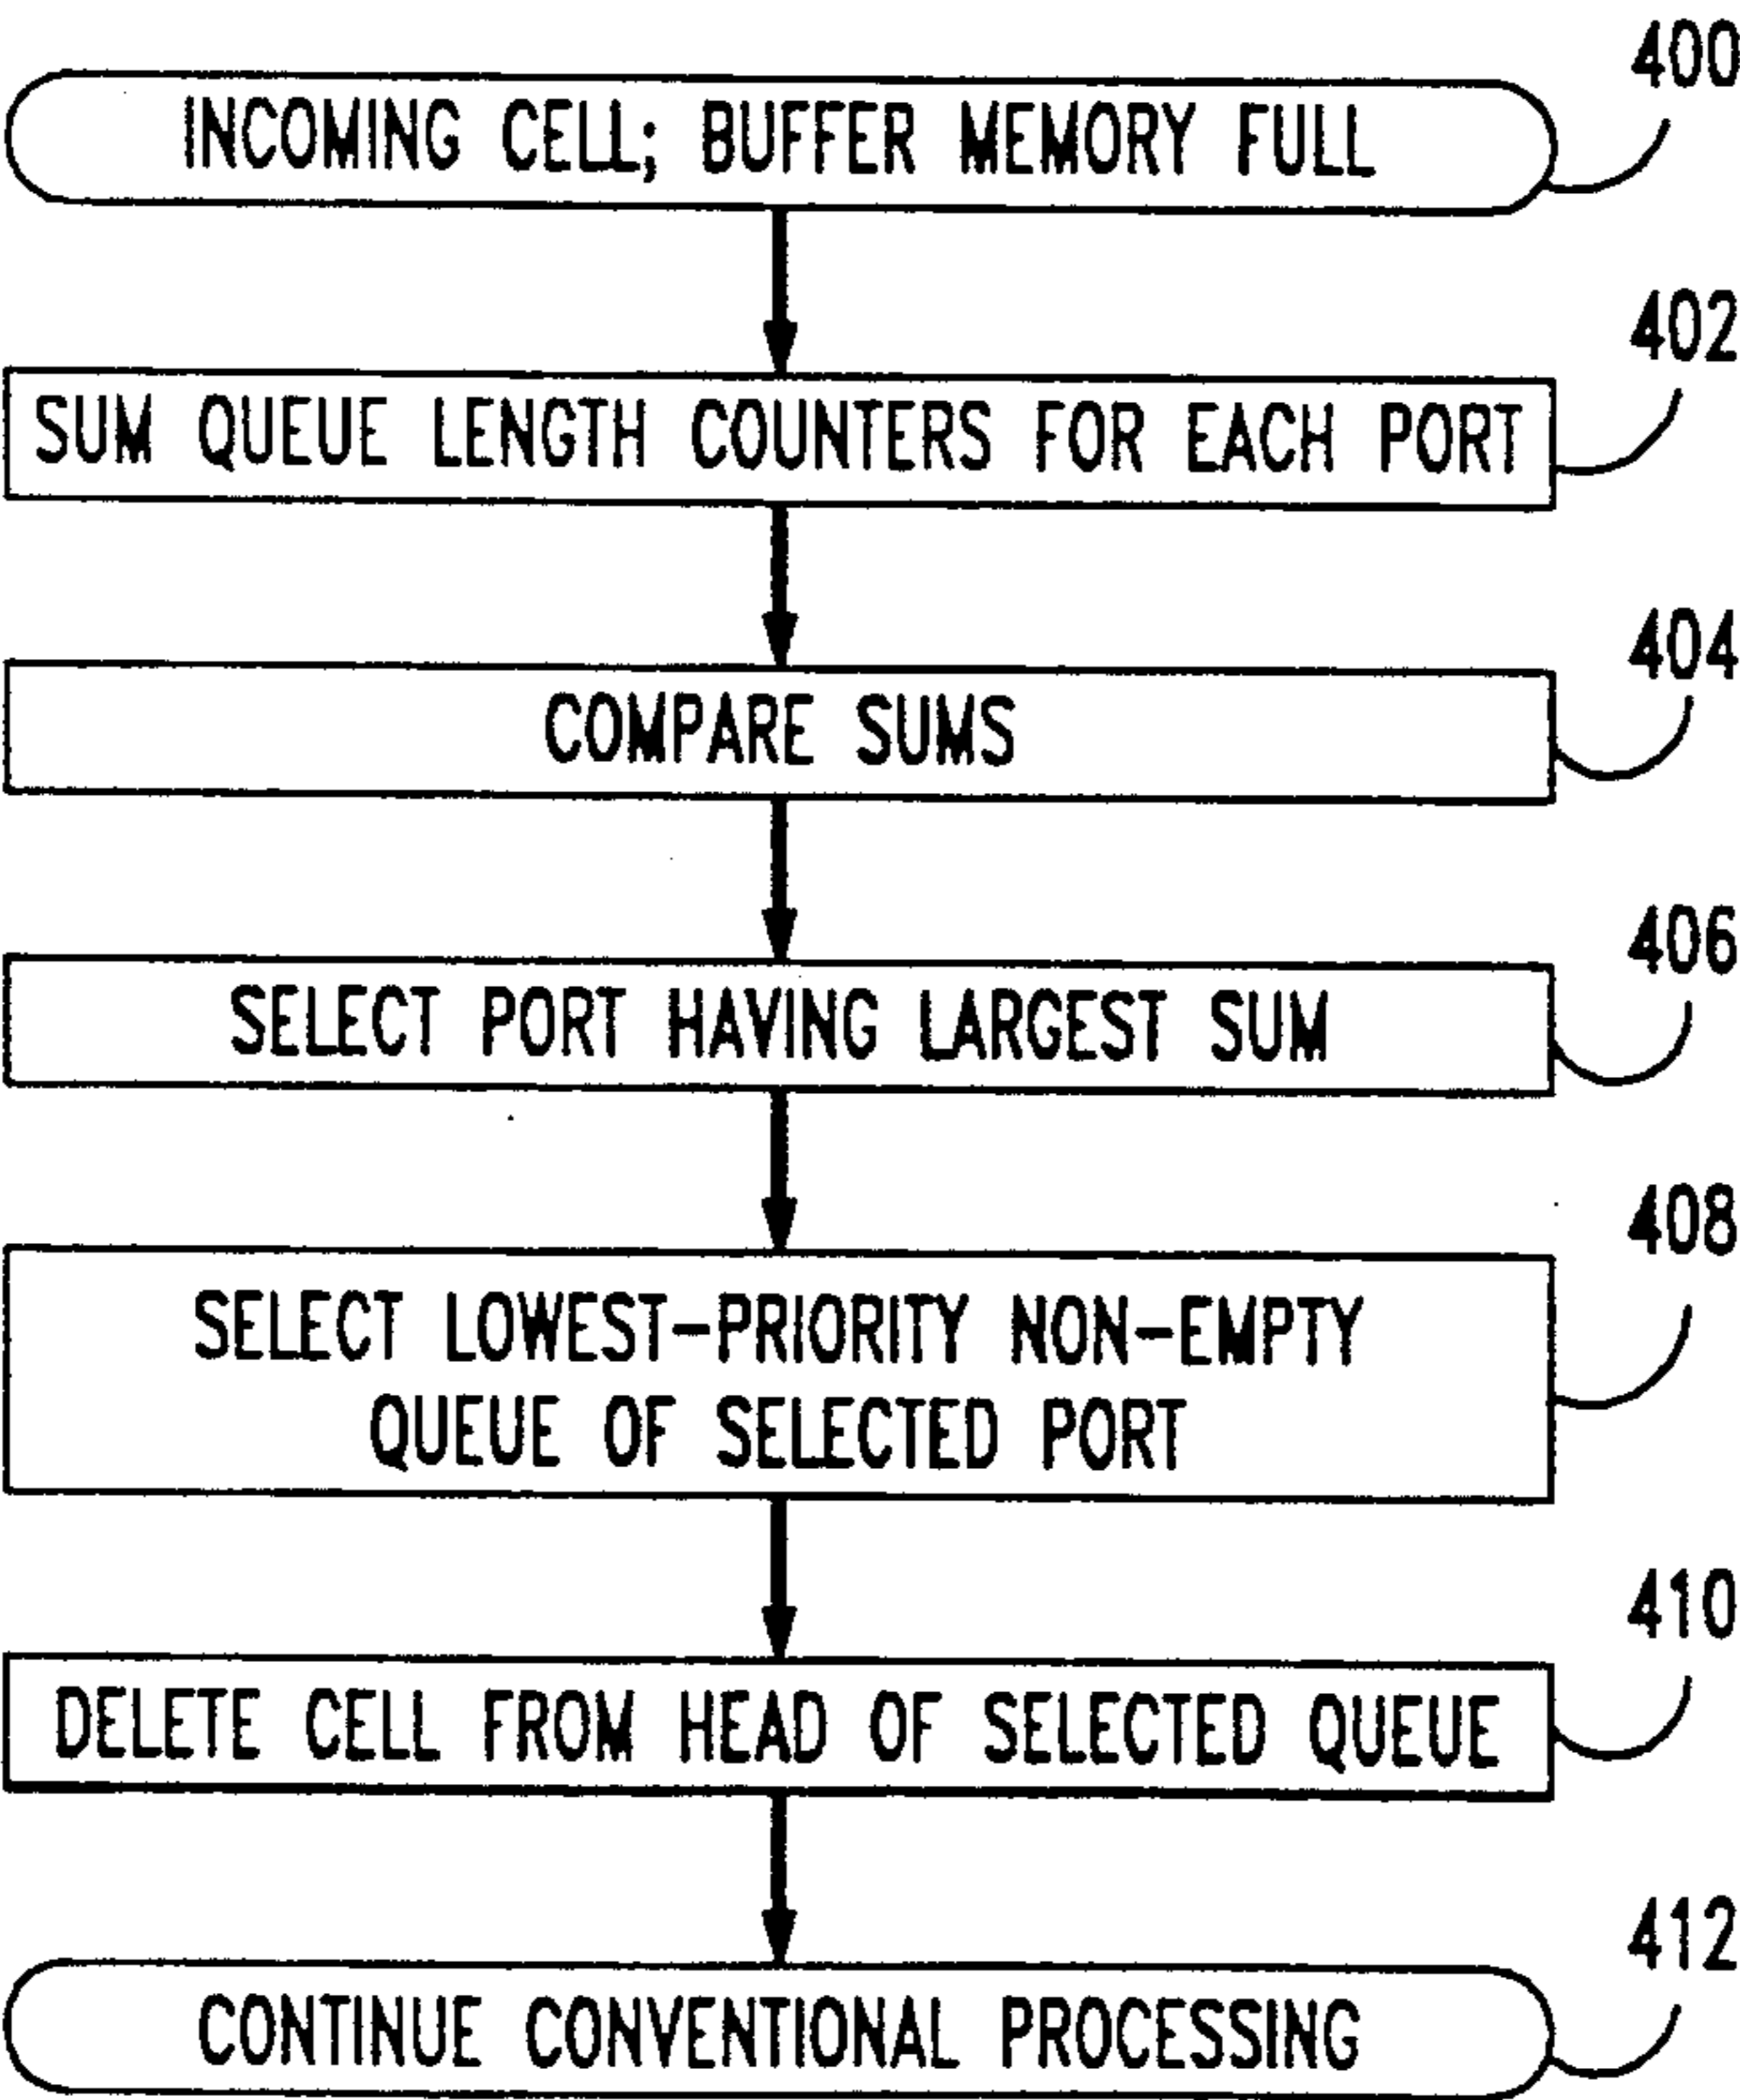 400
INCOMING CELL; BUFFER MEMORY FULL
402
SUM QUEUE LENGTH COUNTERS FOR EACH PORT
404
COMPARE SUMS
406
SELECT PORT HAVING LARGEST SUM
408
SELECT LOWEST-PRIORITY NON-EMPTY
QUEUE OF SELECTED PORT
410
DELETE CELL FROM HEAD OF SELECTED QUEUE
412
CONTINUE CONVENTIONAL PROCESSING